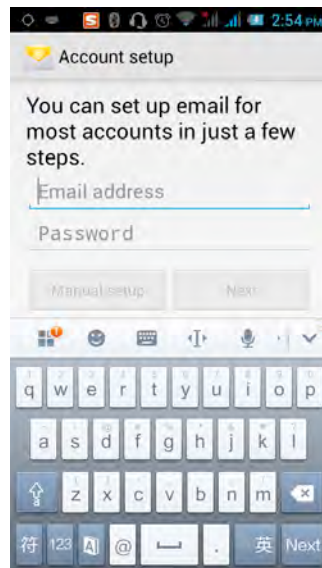 2:54 PM
Account setup
You can set up email for
most accounts in just a few
steps.
Email address
Password
Manual setup Next
q w e r t y u i o p
a s d f g h j k l
z x c v b n m
符 123 @ . 英 Next